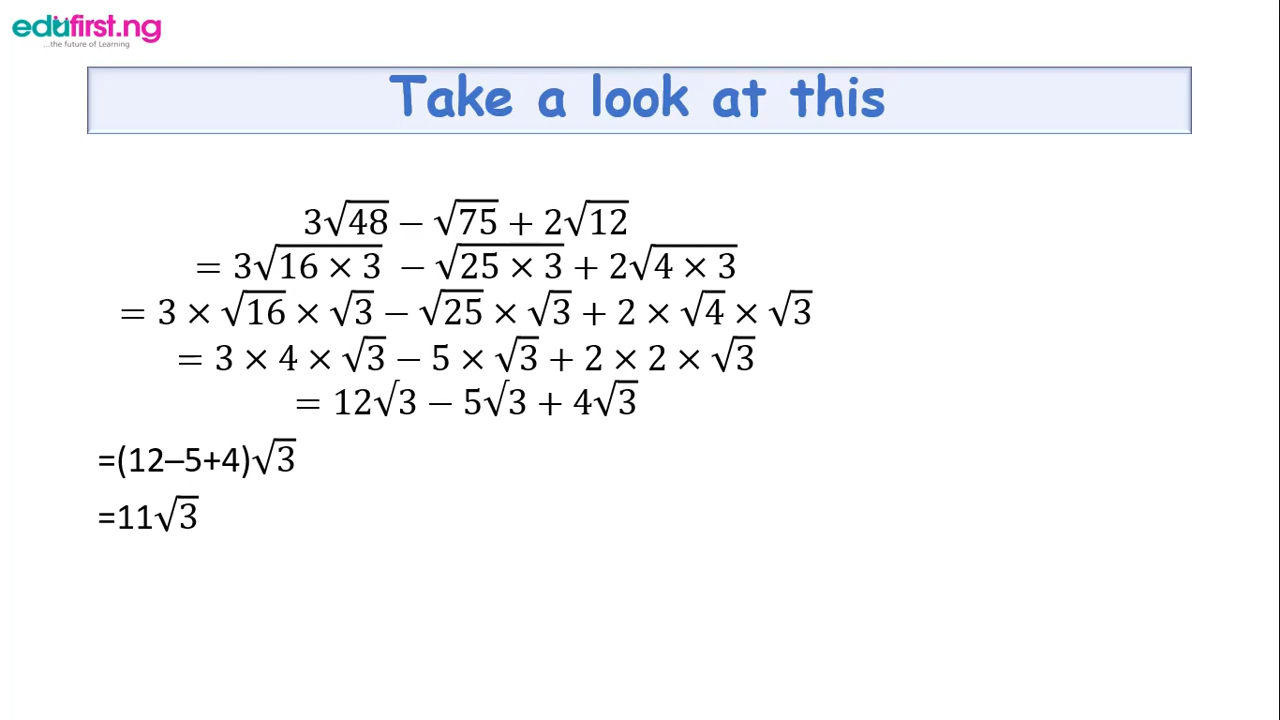 edufirst.ng
...the future of Learning
Take a look at this
3√48 − √75 + 2√12
= 3√16 × 3 − √25 × 3 + 2√4 × 3
= 3 × √16 × √3 − √25 × √3 + 2 × √4 × √3
= 3 × 4 × √3 − 5 × √3 + 2 × 2 × √3
= 12√3 − 5√3 + 4√3
=(12–5+4)√3
=11√3